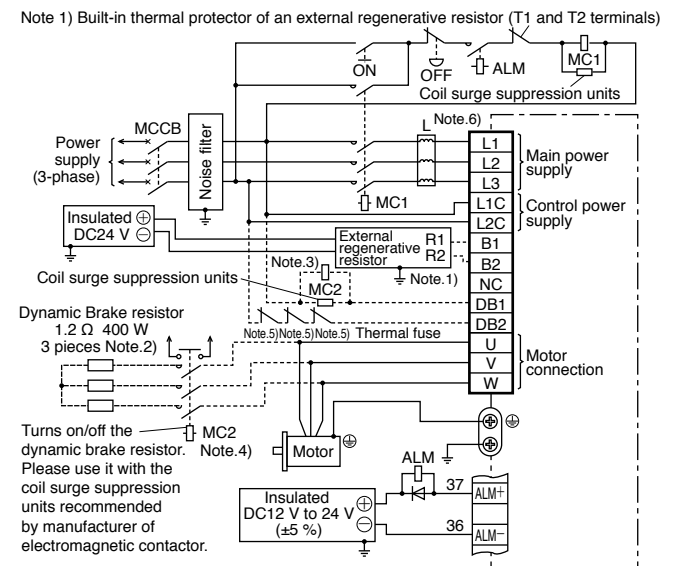 Note 1) Built-in thermal protector of an external regenerative resistor (T1 and T2 terminals)
ON
OFF
ALM
MC1
Coil surge suppression units
L
Note.6)
MCCB
Noise filter
Power
supply
(3-phase)
L1
L2
L3
Main power
supply
MC1
L1C
L2C
Control power
supply
Insulated ⊕
DC24 V ⊖
External
regenerative
resistor
R1
R2
B1
B2
Note.1)
Note.3)
Coil surge suppression units
MC2
NC
DB1
DB2
Note.5)Note.5)Note.5) Thermal fuse
Dynamic Brake resistor
1.2 Ω 400 W
3 pieces Note.2)
U
V
W
Motor
connection
Turns on/off the
dynamic brake resistor.
Please use it with the
coil surge suppression
units recommended
by manufacturer of
electromagnetic contactor.
MC2
Note.4)
Motor
ALM
Insulated
DC12 V to 24 V
(±5 %)
⊕
⊖
37
ALM+
36
ALM−